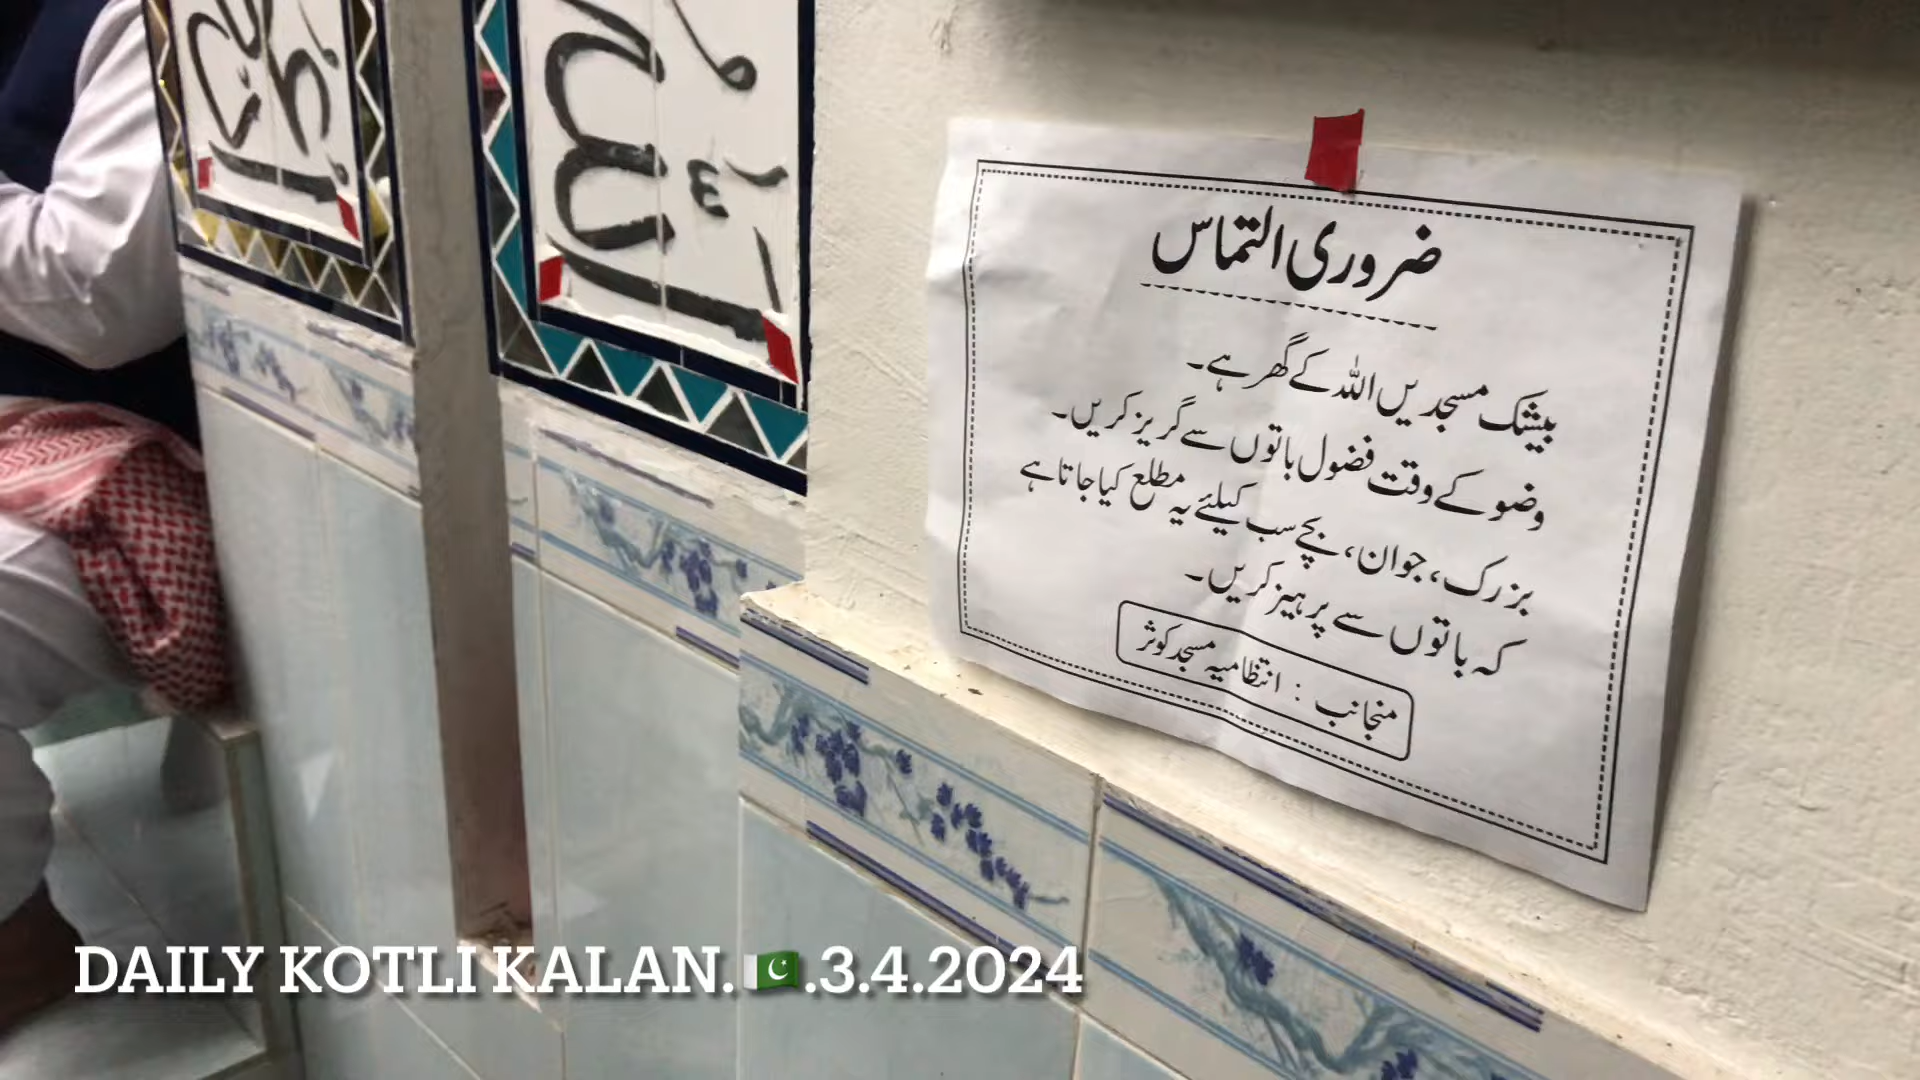 ضروری التماس
بیشک مسجدیں اللہ کے گھر ہے۔
وضو کے وقت فضول باتوں سے گریز کریں۔
بزرک، جوان، بچے سب کیلئے یہ مطلع کیا جاتا ہے
کہ باتوں سے پرہیز کریں۔
منجانب : انتظامیہ مسجد کوثر
DAILY KOTLI KALAN.🇵🇰.3.4.2024